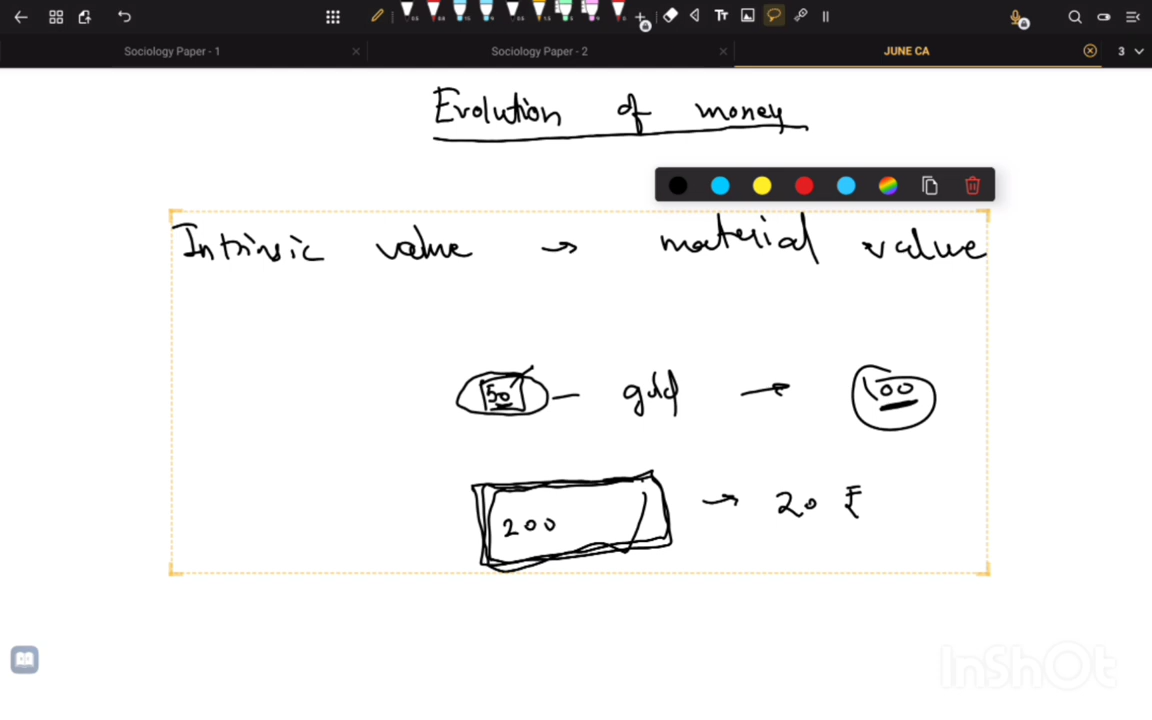 Sociology Paper - 1
Sociology Paper - 2
JUNE CA
3
Evolution of money
Intrinsic value → material value
50 - gold → 100
200 → 20 ₹
InShOt